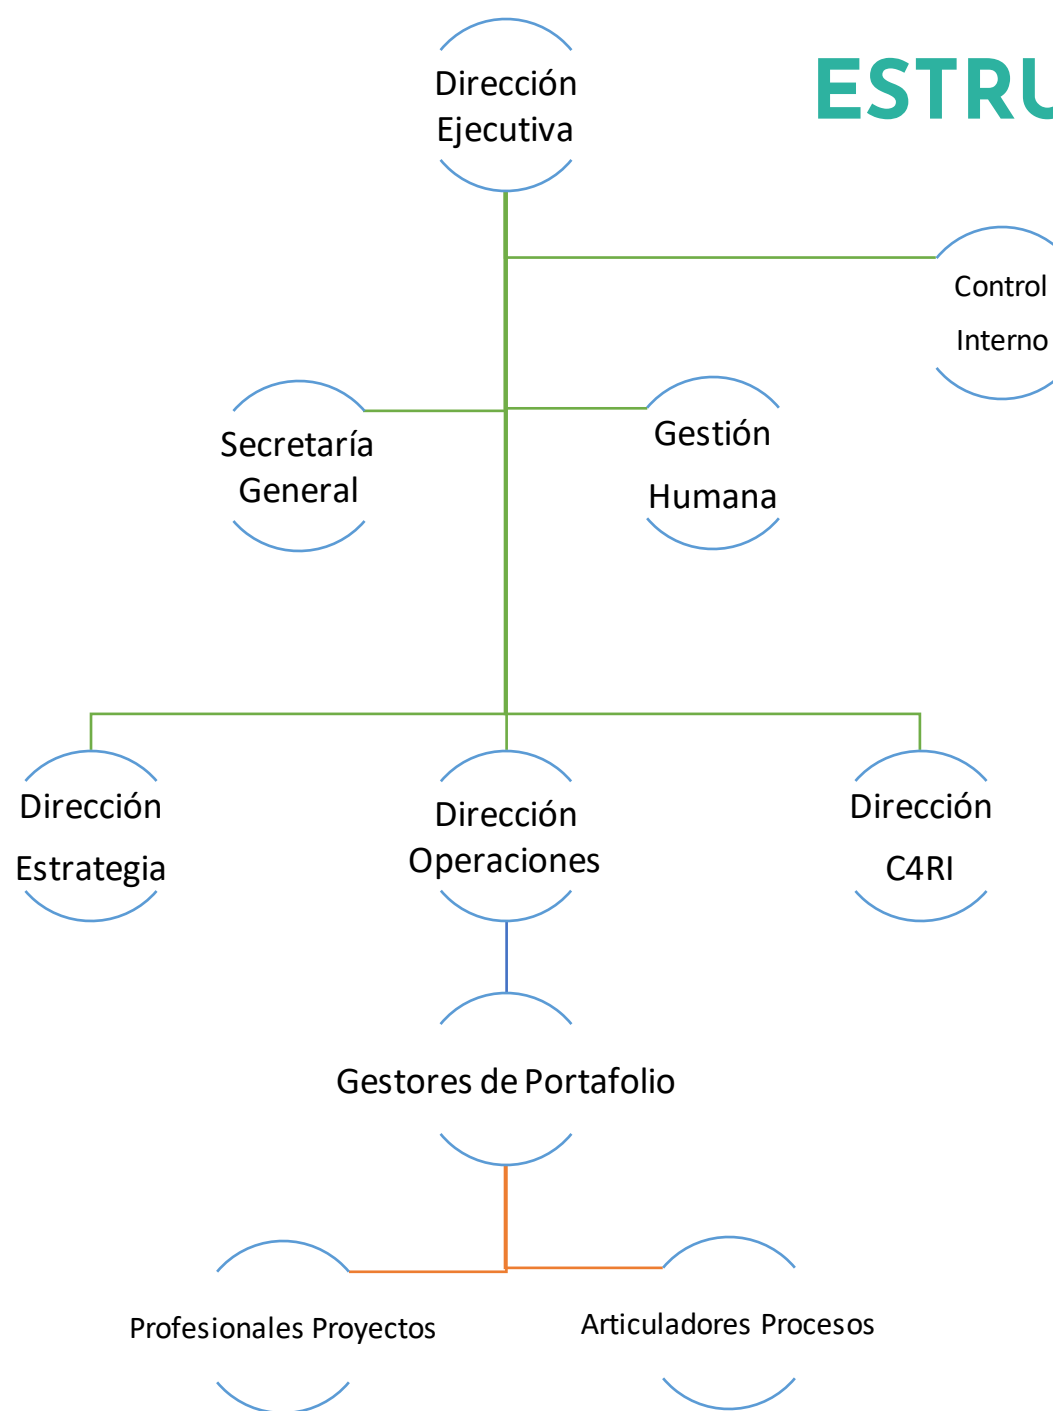 Dirección
Ejecutiva
ESTRU
Control
Interno
Secretaría
General
Gestión
Humana
Dirección
Estrategia
Dirección
Operaciones
Dirección
C4RI
Gestores de Portafolio
Profesionales Proyectos
Articuladores Procesos